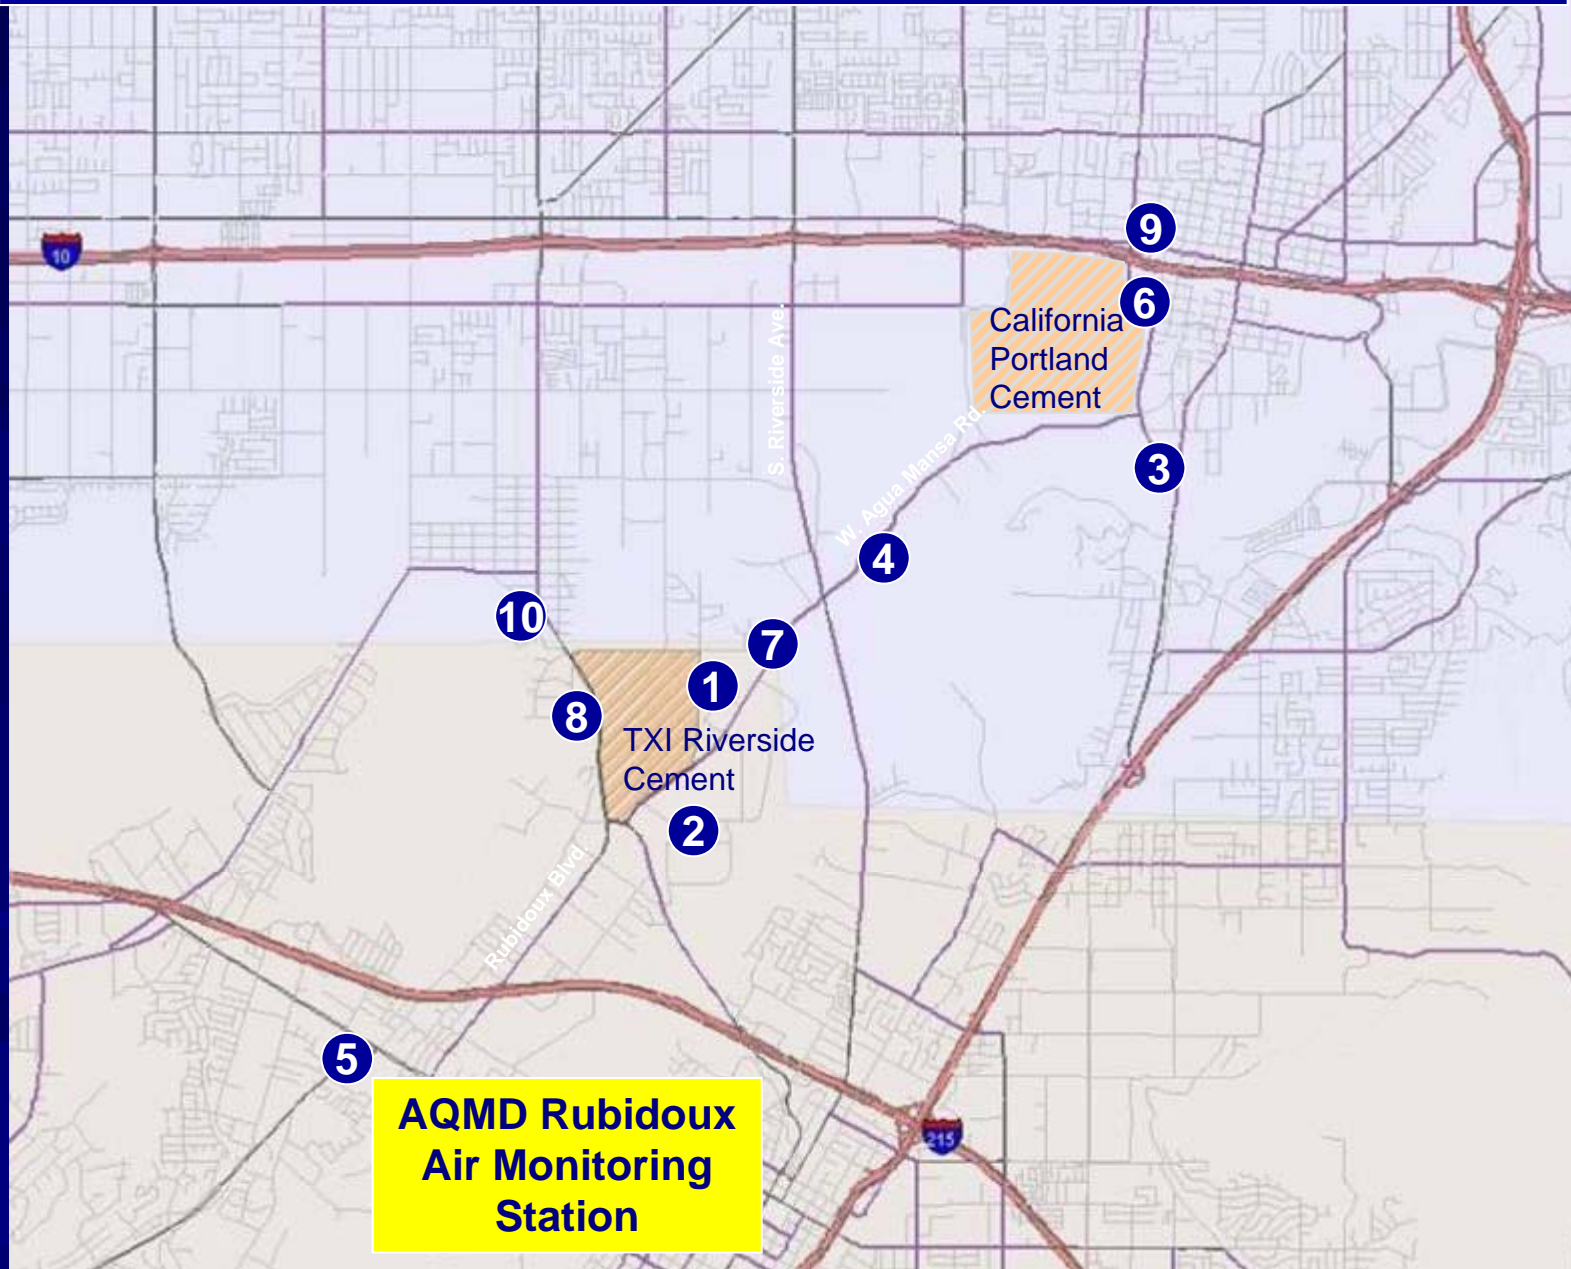 9
10
6
California
Portland
Cement
S. Riverside Ave.
W. Agua Mansa Rd.
3
4
10
7
1
8
TXI Riverside
Cement
2
Rubidoux Blvd.
5
AQMD Rubidoux
Air Monitoring
Station
215